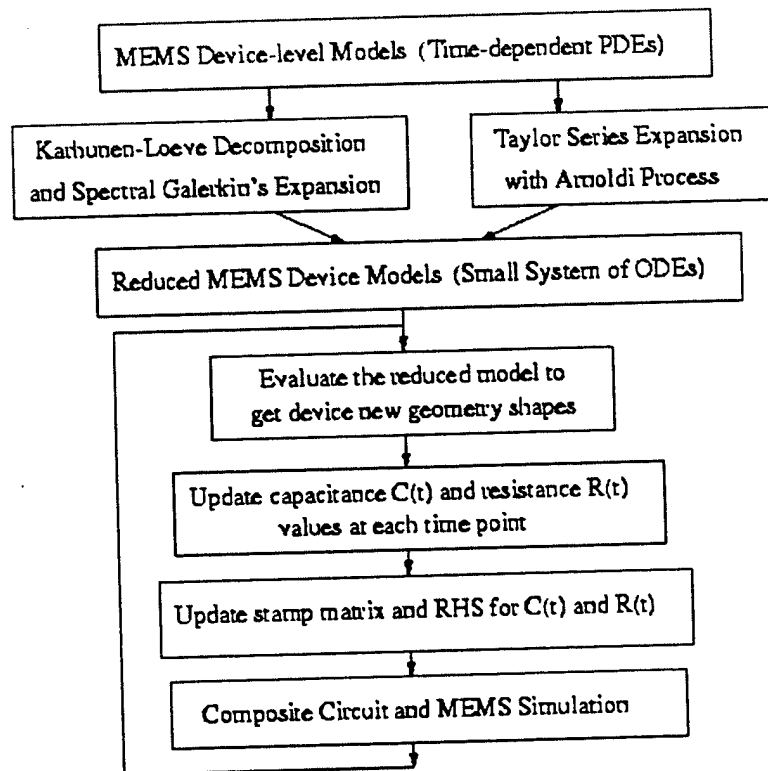 MEMS Device-level Models (Time-dependent PDEs)
Karhunen-Loeve Decomposition
and Spectral Galerkin's Expansion
Taylor Series Expansion
with Arnoldi Process
Reduced MEMS Device Models (Small System of ODEs)
Evaluate the reduced model to
get device new geometry shapes
Update capacitance C(t) and resistance R(t)
values at each time point
Update stamp matrix and RHS for C(t) and R(t)
Composite Circuit and MEMS Simulation